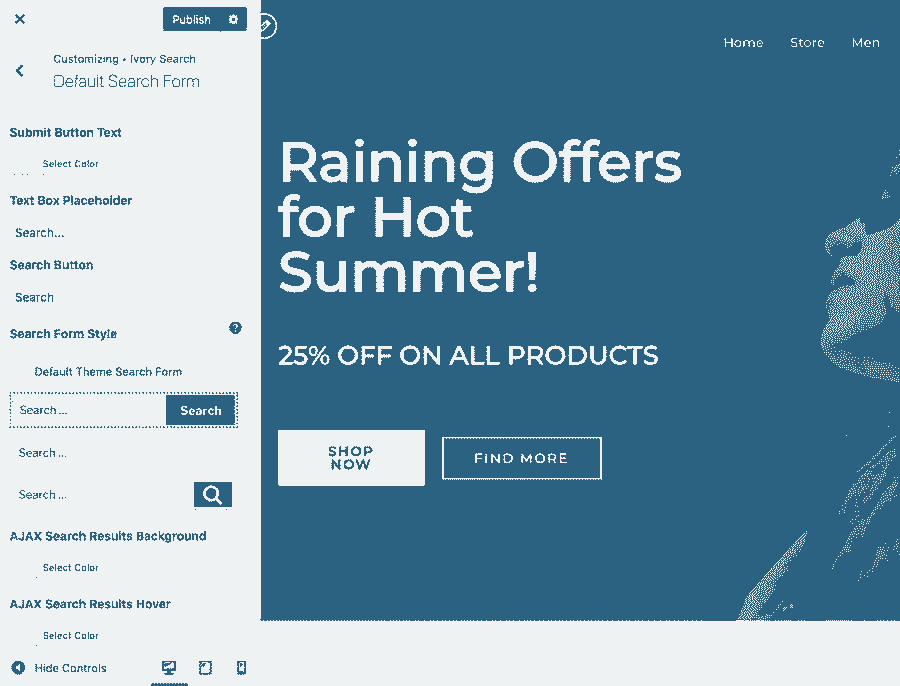 Publish
Customizing • Ivory Search
Default Search Form
Submit Button Text
Select Color
Text Box Placeholder
Search...
Search Button
Search
Search Form Style
?
Default Theme Search Form
Search ...
Search
Search ...
Search ...
AJAX Search Results Background
Select Color
AJAX Search Results Hover
Select Color
Hide Controls
Home Store Men
Raining Offers
for Hot
Summer!
25% OFF ON ALL PRODUCTS
SHOP
NOW
FIND MORE